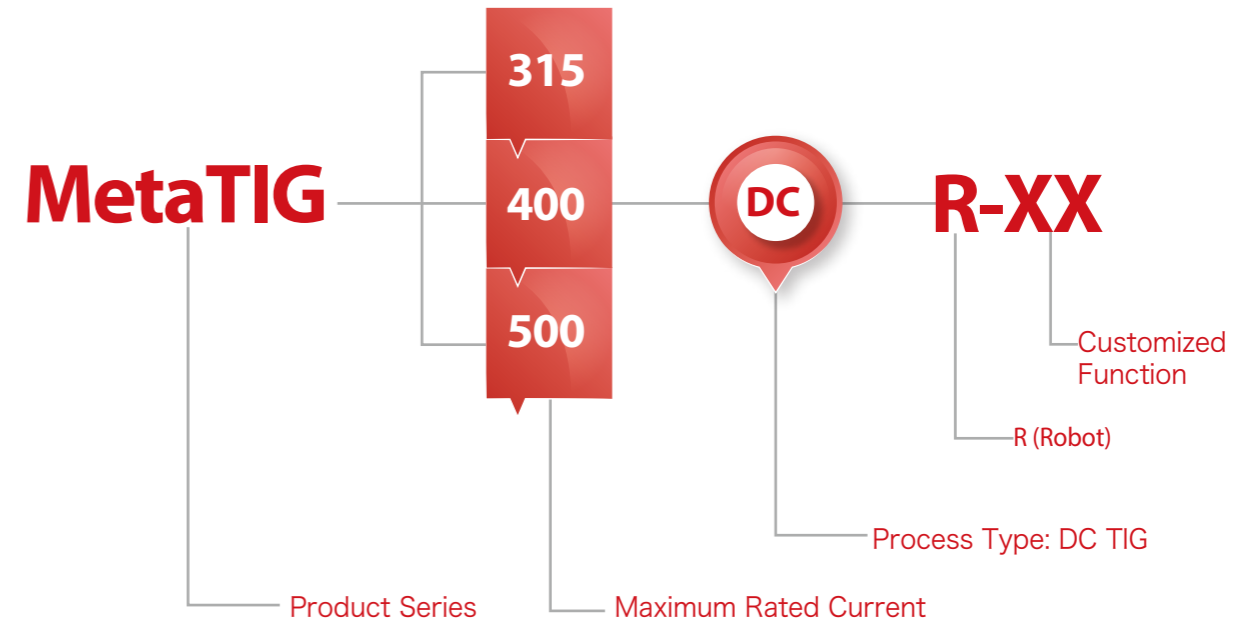 315
MetaTIG
400
DC
R-XX
500
Customized
Function
R (Robot)
Process Type: DC TIG
Product Series
Maximum Rated Current